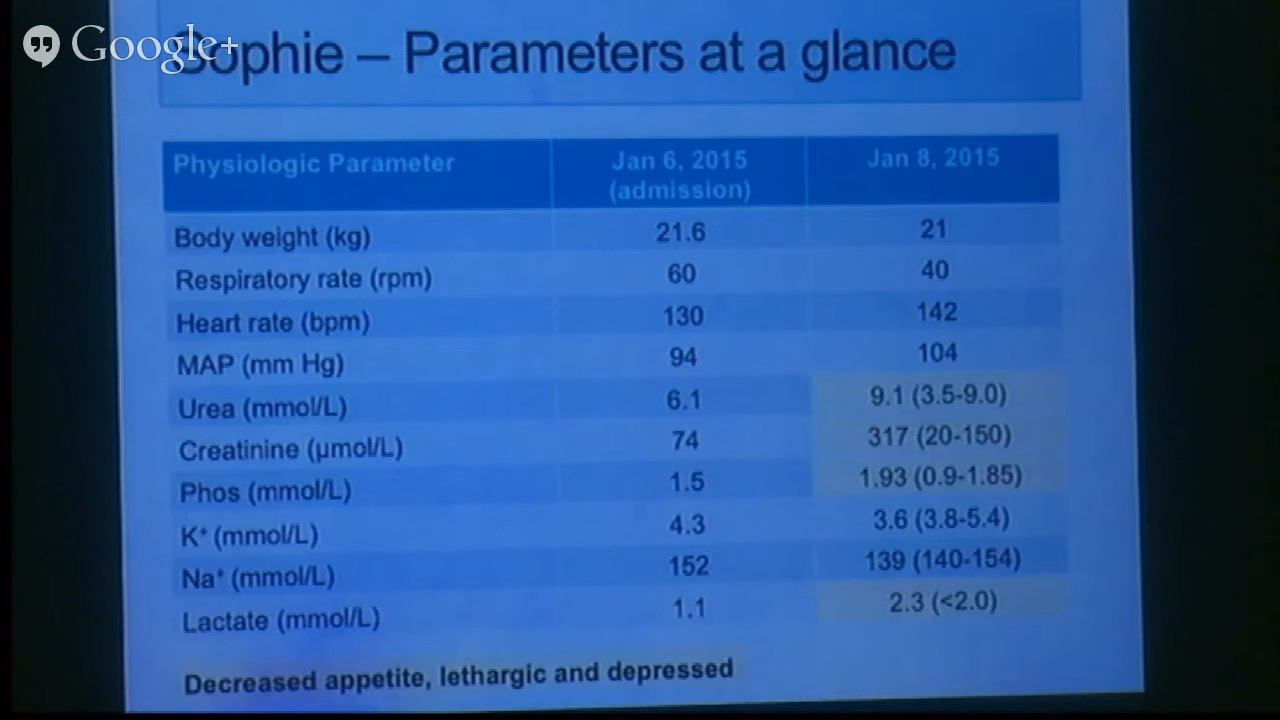 Google+
Sophie – Parameters at a glance
Physiologic Parameter Jan 6, 2015 (admission) Jan 8, 2015
Body weight (kg) 21.6 21
Respiratory rate (rpm) 60 40
Heart rate (bpm) 130 142
MAP (mm Hg) 94 104
Urea (mmol/L) 6.1 9.1 (3.5-9.0)
Creatinine (µmol/L) 74 317 (20-150)
Phos (mmol/L) 1.5 1.93 (0.9-1.85)
K⁺ (mmol/L) 4.3 3.6 (3.8-5.4)
Na⁺ (mmol/L) 152 139 (140-154)
Lactate (mmol/L) 1.1 2.3 (<2.0)
Decreased appetite, lethargic and depressed